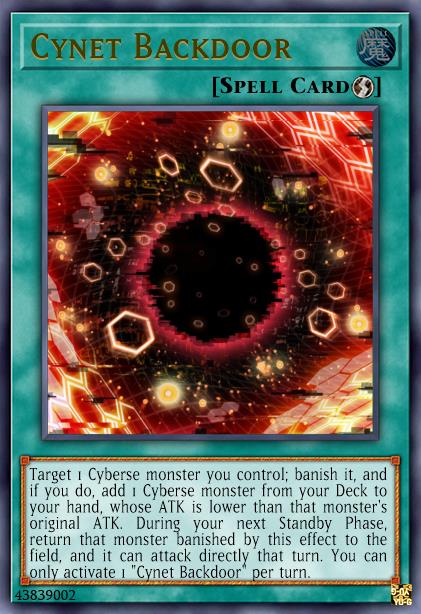 Cynet Backdoor
魔
[Spell Card]
Target 1 Cyberse monster you control; banish it, and
if you do, add 1 Cyberse monster from your Deck to
your hand, whose ATK is lower than that monster's
original ATK. During your next Standby Phase,
return that monster banished by this effect to the
field, and it can attack directly that turn. You can
only activate 1 "Cynet Backdoor" per turn.
43839002